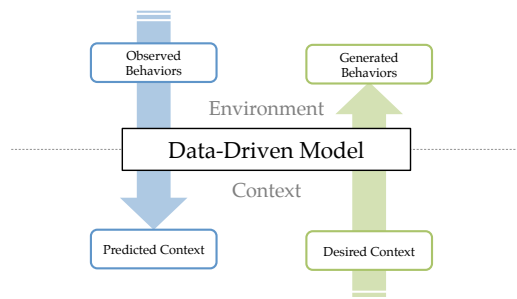 Observed
Behaviors
Generated
Behaviors
Environment
Data-Driven Model
Context
Predicted Context
Desired Context